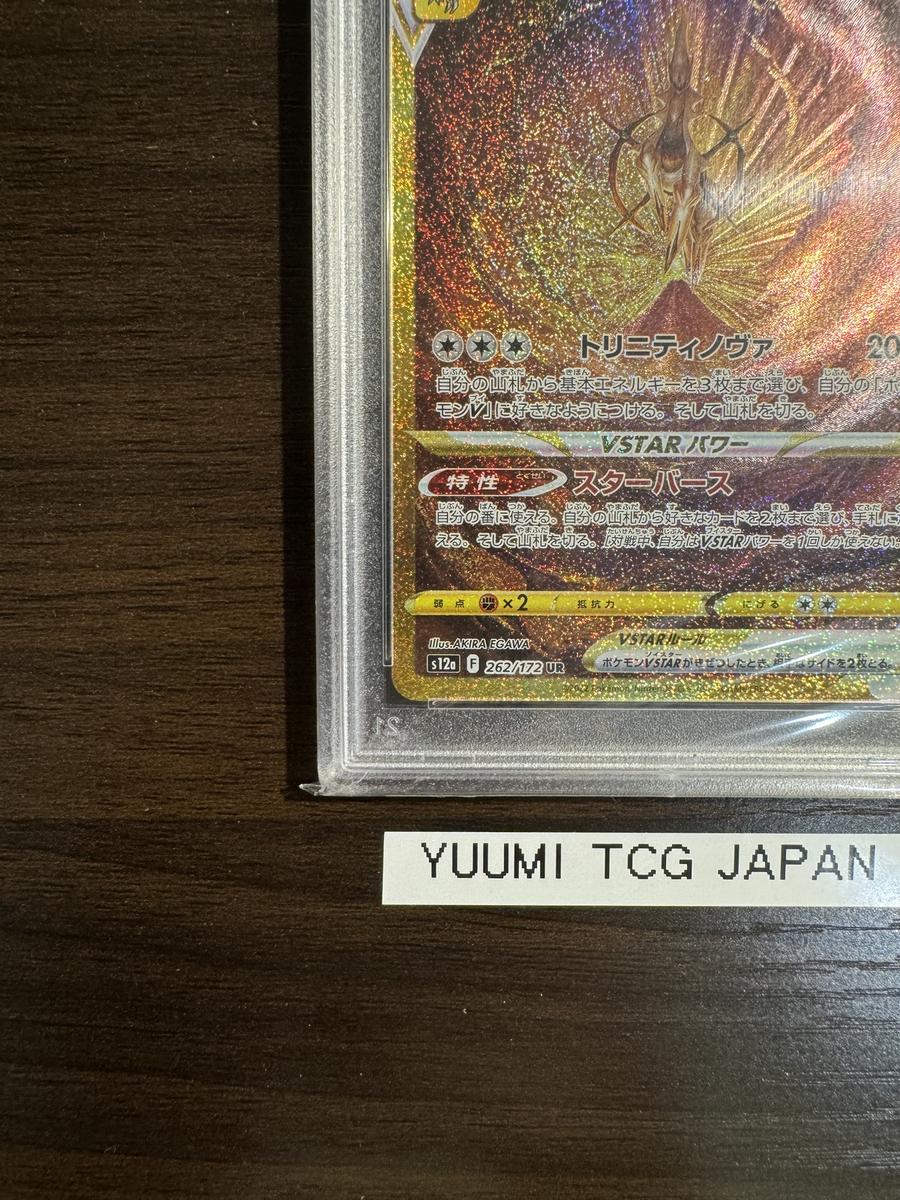 トリニティノヴァ 20
自分の山札から基本エネルギーを3枚まで選び、自分の「ポ
モンV」に好きなようにつける。そして山札を切る。
VSTARパワー
特性 スターバース
自分の番に使える。自分の山札から好きなカードを2枚まで選び、手札に
える。そして山札を切る。[対戦中、自分はVSTARパワーを1回しか使えない。
弱点 ×2 抵抗力 にげる
Illus. AKIRA EGAWA
VSTARルール
s12a F 262/172 UR
ポケモンVSTARがきぜつしたとき、相手はサイドを2枚とる。
21
YUUMI TCG JAPAN